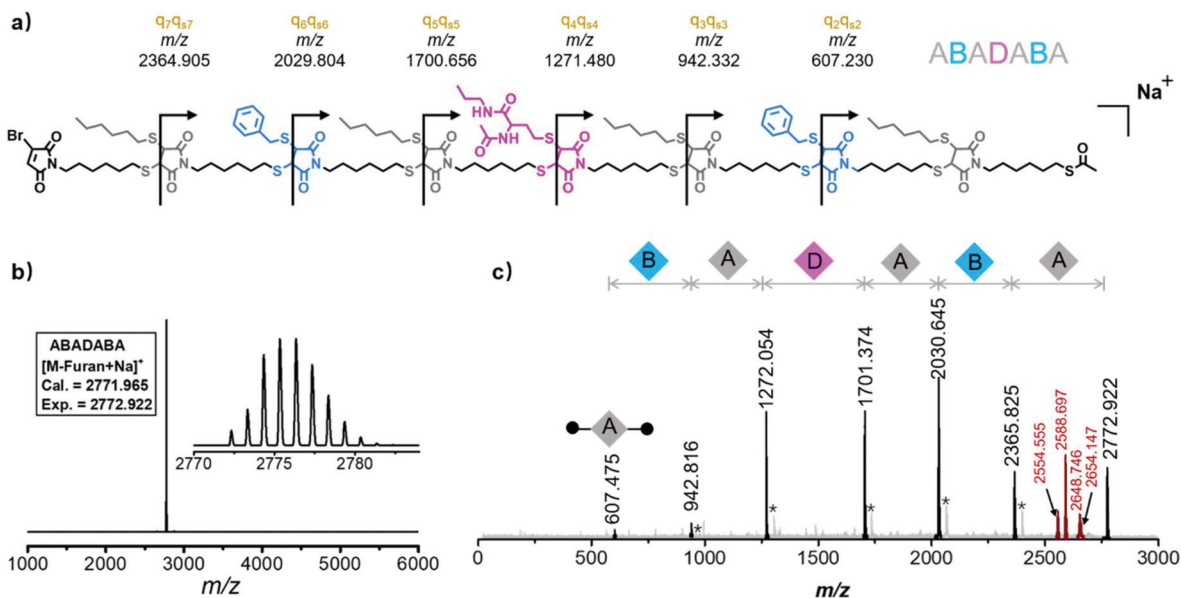 a)
q7qs7 q6qs6 q5qs5 q4qs4 q3qs3 q2qs2
m/z m/z m/z m/z m/z m/z
2364.905 2029.804 1700.656 1271.480 942.332 607.230
ABADABA
Na+
Br O N O S S O N O S S O N O S S O N O HN O O NH S S O N O S S O N O S S O N O S S O N O S O
b)
ABADABA
[M-Furan+Na]+
Cal. = 2771.965
Exp. = 2772.922
2770 2775 2780
1000 2000 3000 4000 5000 6000
m/z
c)
B A D A B A
A
607.475
942.816
*
1272.054
*
1701.374
*
2030.645
*
2365.825
*
2554.555
2588.697
2648.746
2654.147
2772.922
0 500 1000 1500 2000 2500 3000
m/z